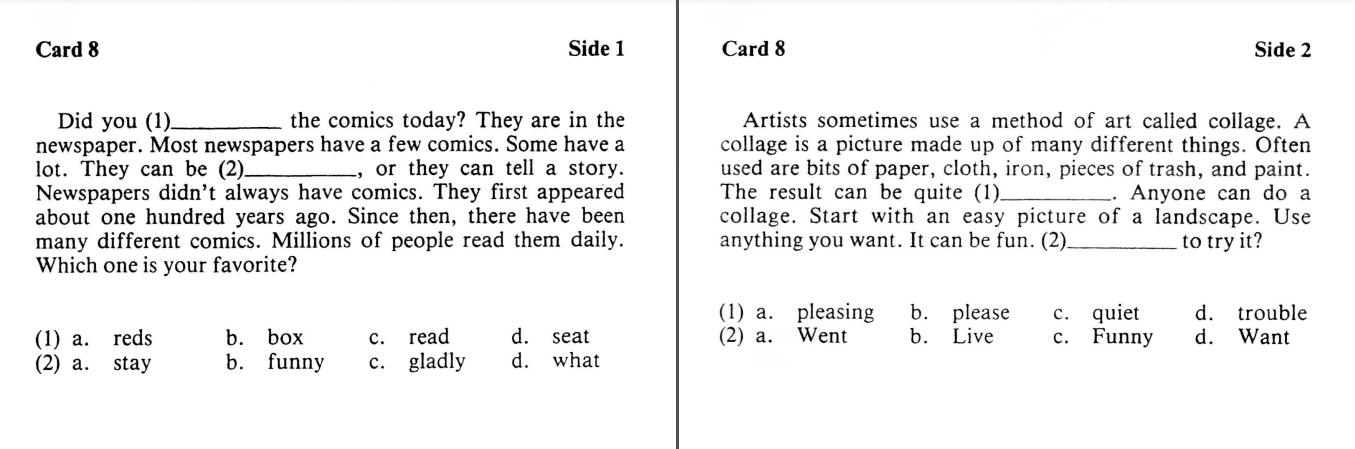 Card 8 Side 1
Did you (1)__________ the comics today? They are in the
newspaper. Most newspapers have a few comics. Some have a
lot. They can be (2)__________, or they can tell a story.
Newspapers didn't always have comics. They first appeared
about one hundred years ago. Since then, there have been
many different comics. Millions of people read them daily.
Which one is your favorite?
(1) a. reds b. box c. read d. seat
(2) a. stay b. funny c. gladly d. what
Card 8 Side 2
Artists sometimes use a method of art called collage. A
collage is a picture made up of many different things. Often
used are bits of paper, cloth, iron, pieces of trash, and paint.
The result can be quite (1)__________. Anyone can do a
collage. Start with an easy picture of a landscape. Use
anything you want. It can be fun. (2)__________ to try it?
(1) a. pleasing b. please c. quiet d. trouble
(2) a. Went b. Live c. Funny d. Want